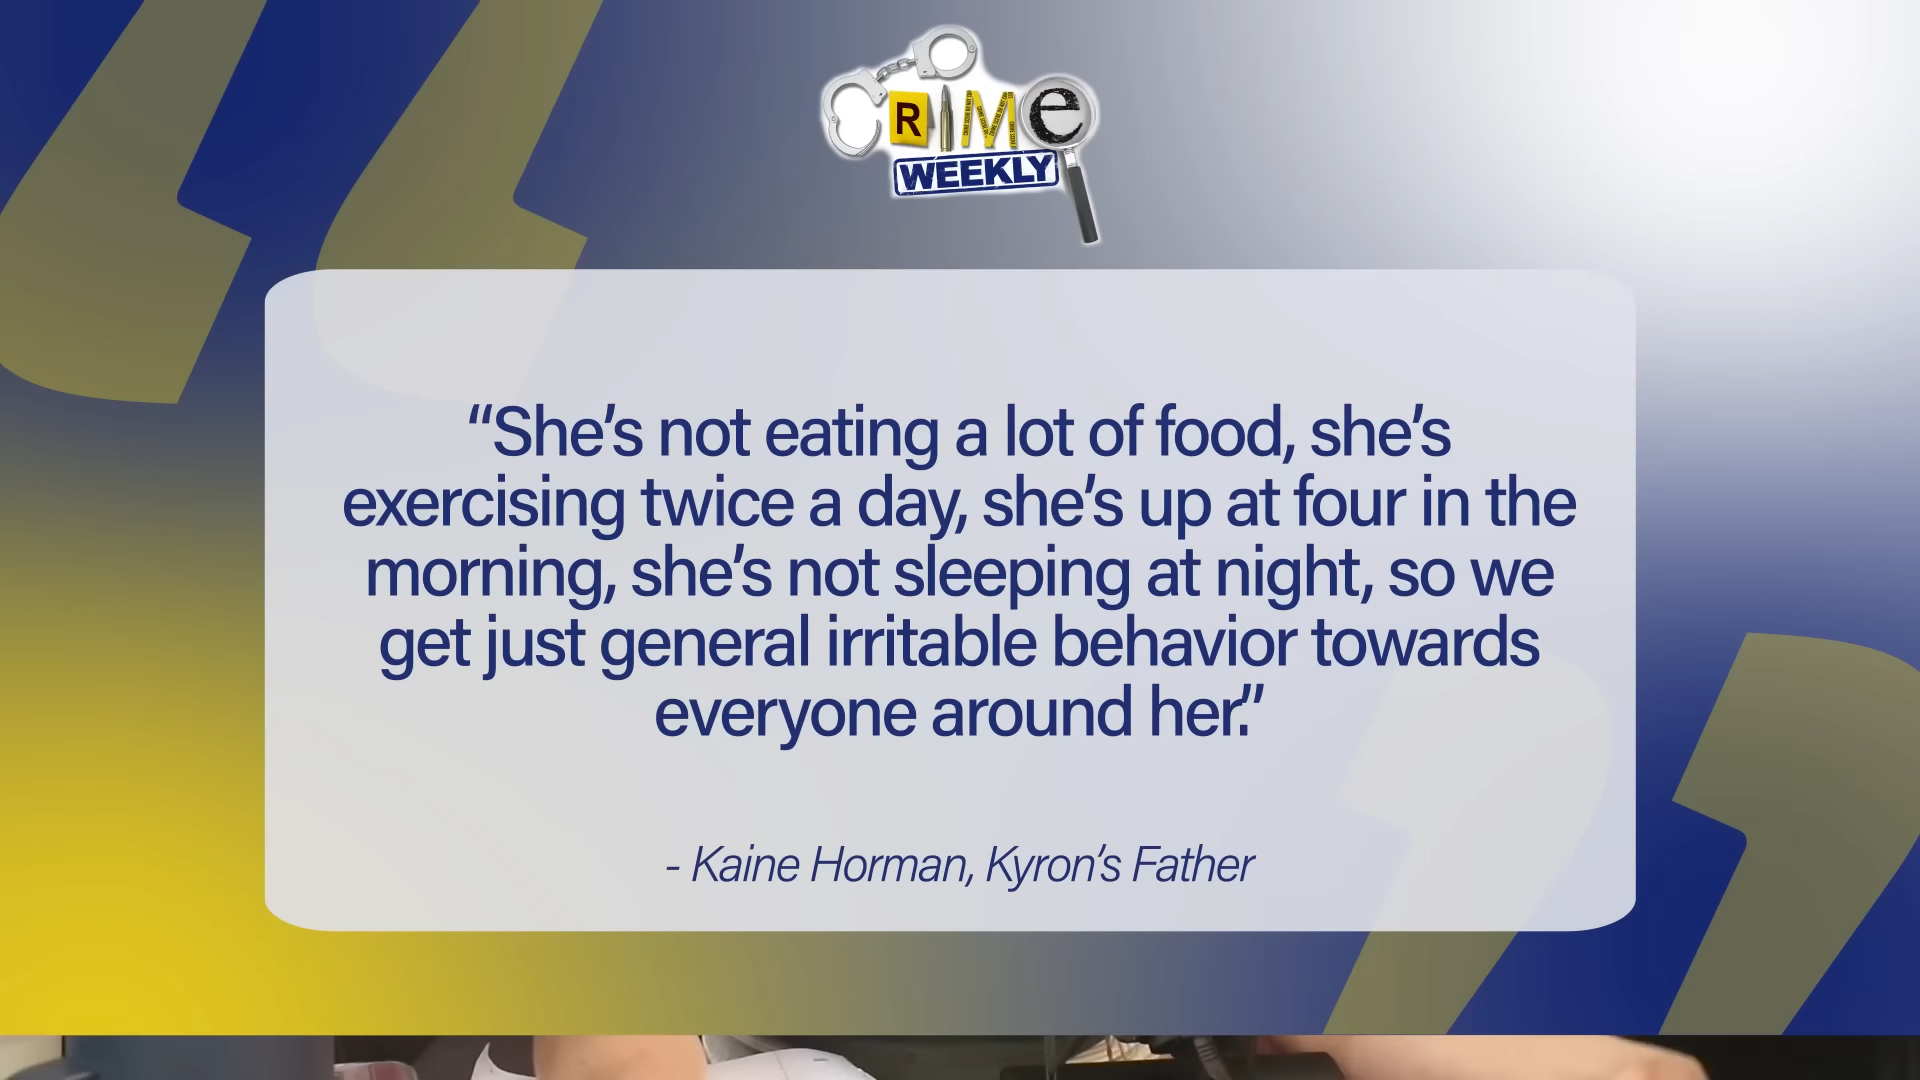 CRIMe
WEEKLY
“She’s not eating a lot of food, she’s
exercising twice a day, she’s up at four in the
morning, she’s not sleeping at night, so we
get just general irritable behavior towards
everyone around her.”
- Kaine Horman, Kyron’s Father